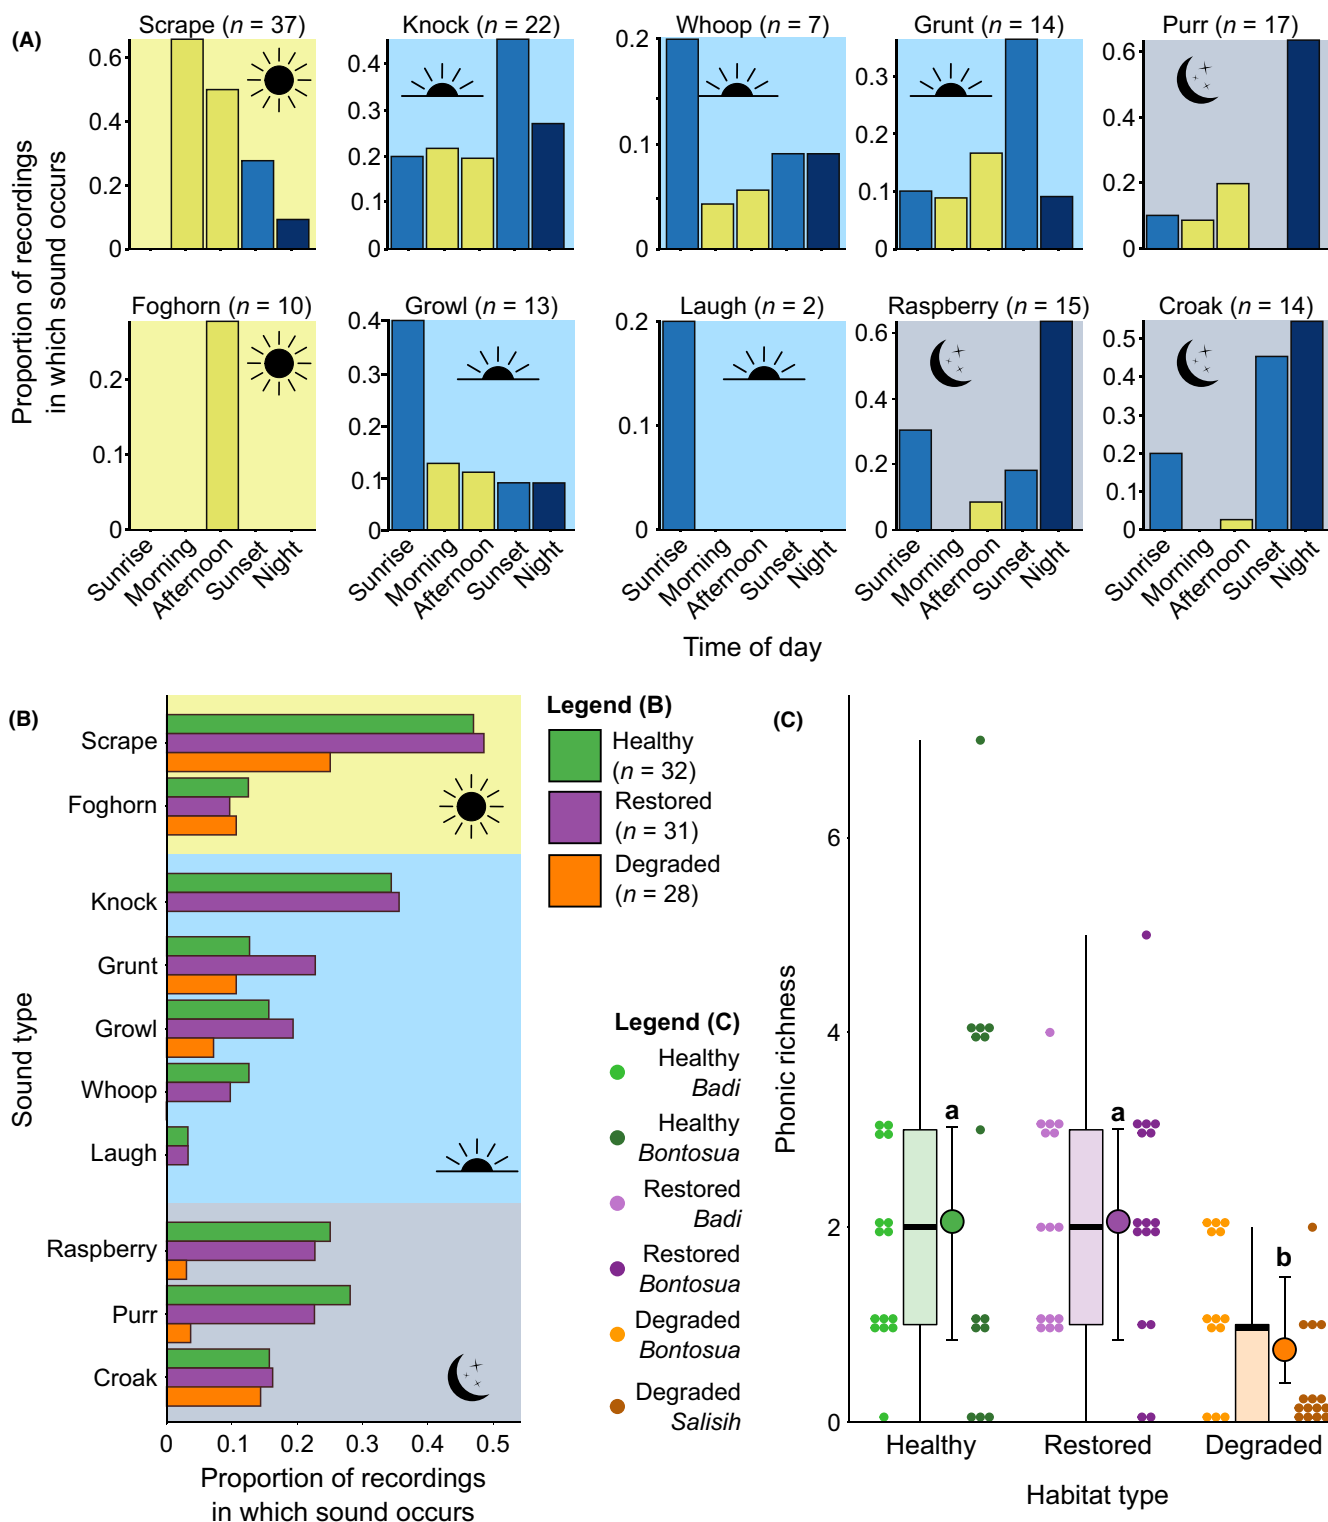 (A)
Scrape (n = 37)
Knock (n = 22)
Whoop (n = 7)
Grunt (n = 14)
Purr (n = 17)
0.6
0.4
0.2
0
0.4
0.3
0.2
0.1
0
0.2
0.1
0
0.3
0.2
0.1
0
0.6
0.4
0.2
0
Proportion of recordings
in which sound occurs
Foghorn (n = 10)
Growl (n = 13)
Laugh (n = 2)
Raspberry (n = 15)
Croak (n = 14)
0.2
0.1
0
0.4
0.3
0.2
0.1
0
0.2
0.1
0
0.6
0.4
0.2
0
0.5
0.4
0.3
0.2
0.1
0
Sunrise
Morning
Afternoon
Sunset
Night
Sunrise
Morning
Afternoon
Sunset
Night
Sunrise
Morning
Afternoon
Sunset
Night
Sunrise
Morning
Afternoon
Sunset
Night
Sunrise
Morning
Afternoon
Sunset
Night
Time of day
(B)
Sound type
Scrape
Foghorn
Knock
Grunt
Growl
Whoop
Laugh
Raspberry
Purr
Croak
0
0.1
0.2
0.3
0.4
0.5
Proportion of recordings
in which sound occurs
Legend (B)
Healthy
(n = 32)
Restored
(n = 31)
Degraded
(n = 28)
Legend (C)
Healthy
Badi
Healthy
Bontosua
Restored
Badi
Restored
Bontosua
Degraded
Bontosua
Degraded
Salisih
(C)
Phonic richness
6
4
2
0
a
a
b
Healthy
Restored
Degraded
Habitat type